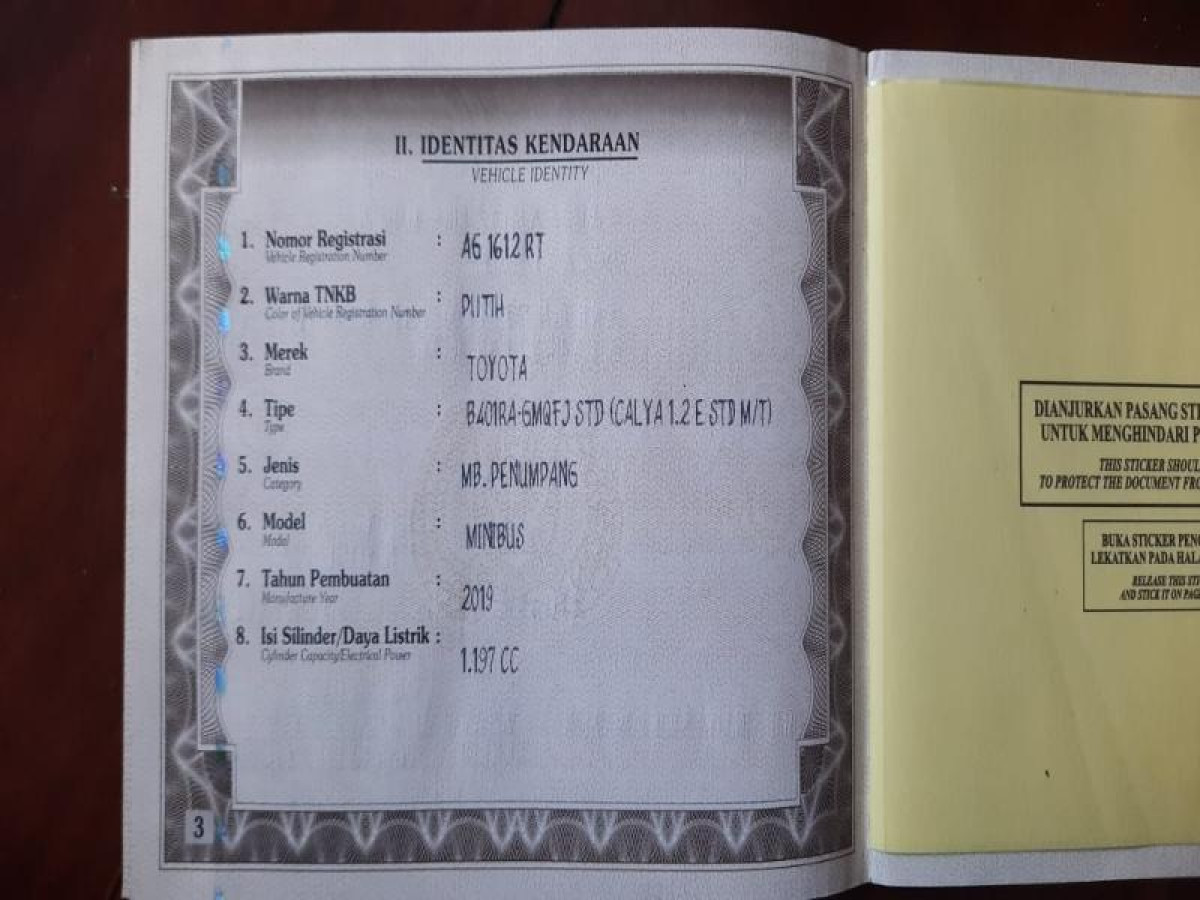 II. IDENTITAS KENDARAAN
VEHICLE IDENTITY
1. Nomor Registrasi : AG 1612 RT
Vehicle Registration Number
2. Warna TNKB : PUTIH
Color of Vehicle Registration Number
3. Merek : TOYOTA
Brand
4. Tipe : B401RA-GMQFJ STD (CALYA 1.2 E STD M/T)
Type
5. Jenis : MB. PENUMPANG
Category
6. Model : MINIBUS
Model
7. Tahun Pembuatan : 2019
Manufacture Year
8. Isi Silinder/Daya Listrik : 1.197 CC
Cylinder Capacity/Electrical Power
3
DIANJURKAN PASANG
UNTUK MENGHINDARI
THIS STICKER
TO PROTECT THE DOCUMENT
BUKA STICKER
LEKATKAN PADA
RELEASE THIS
AND STICK IT ON